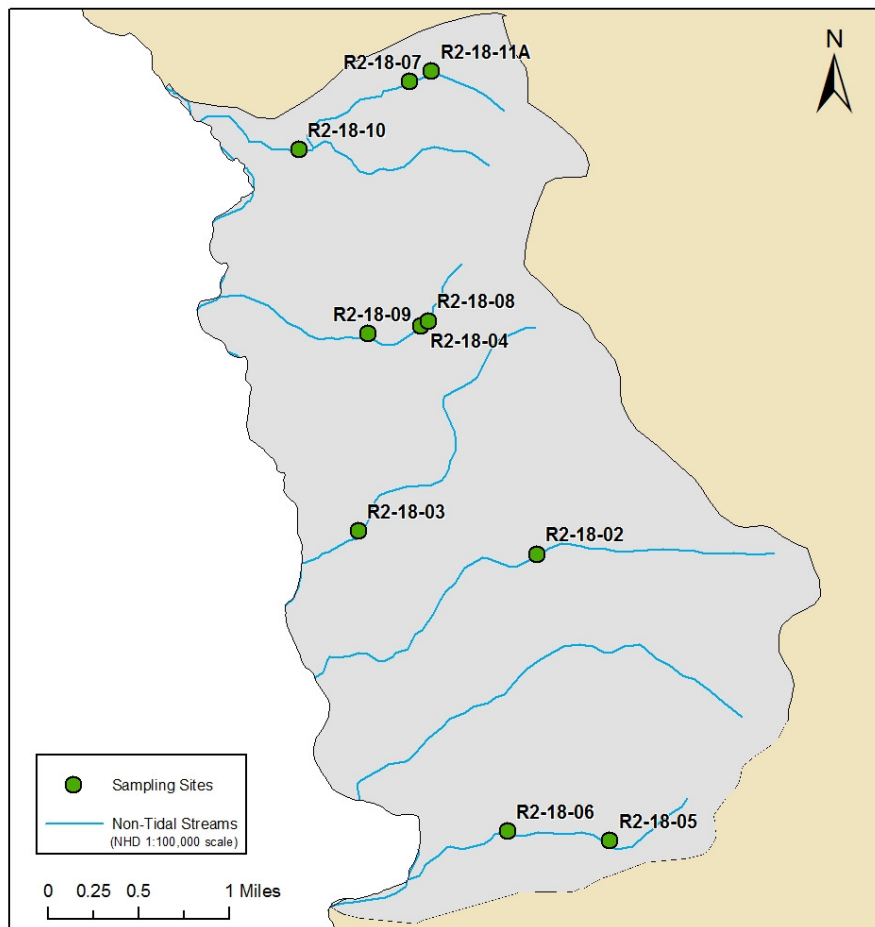 N
R2-18-11A
R2-18-07
R2-18-10
R2-18-08
R2-18-09
R2-18-04
R2-18-03
R2-18-02
Sampling Sites
R2-18-06
R2-18-05
Non-Tidal Streams
(NHD 1:100,000 scale)
0 0.25 0.5 1 Miles